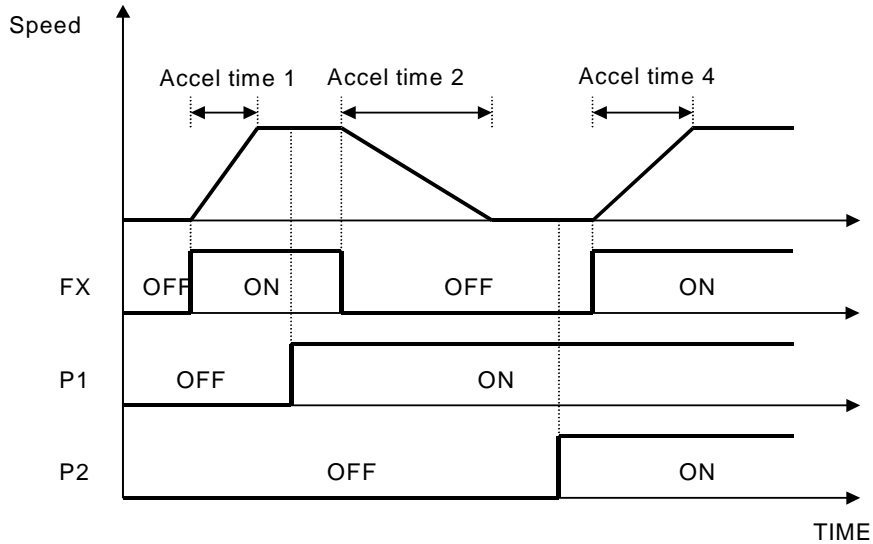 Speed
Accel time 1 Accel time 2 Accel time 4
FX OFF ON OFF ON
P1 OFF ON
P2 OFF ON
TIME